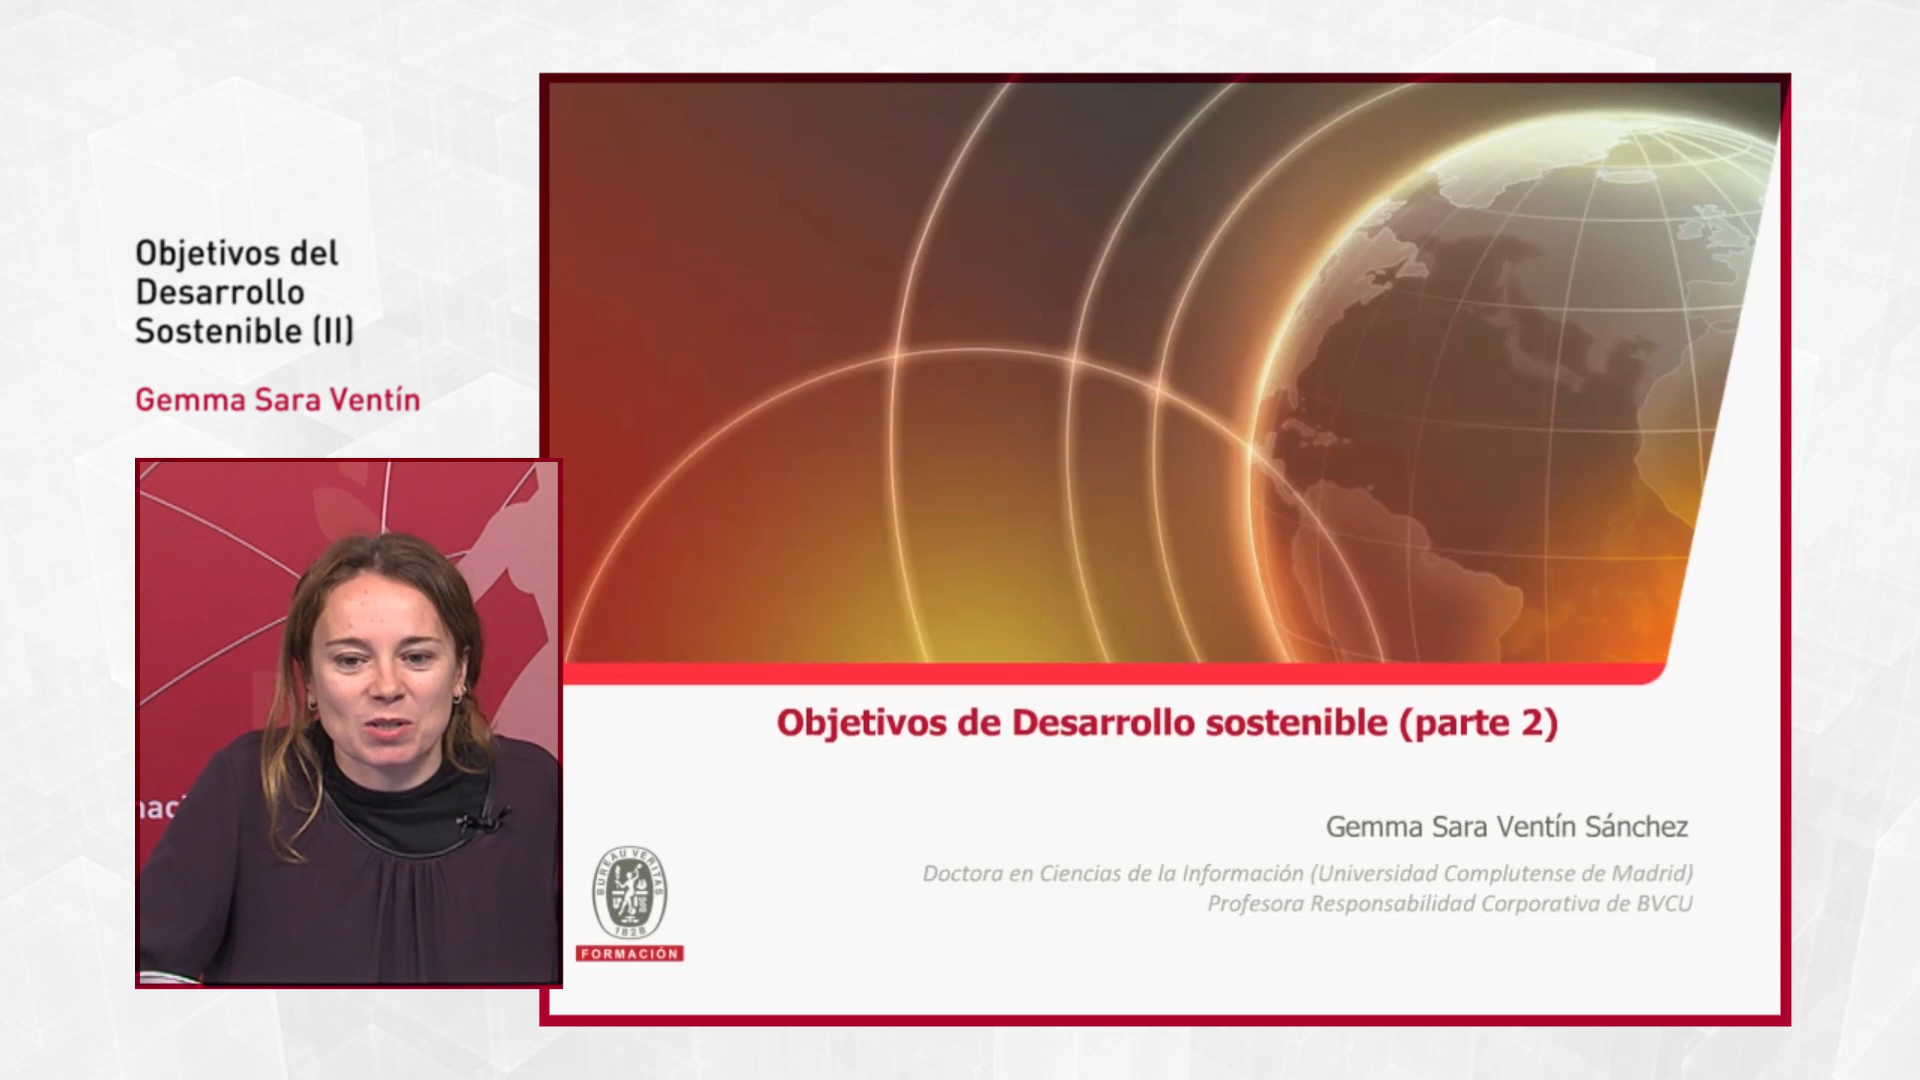 Objetivos del
Desarrollo
Sostenible (II)
Gemma Sara Ventín
Objetivos de Desarrollo sostenible (parte 2)
Gemma Sara Ventín Sánchez
Doctora en Ciencias de la Información (Universidad Complutense de Madrid)
Profesora Responsabilidad Corporativa de BVCU
BUREAU VERITAS
1828
FORMACIÓN